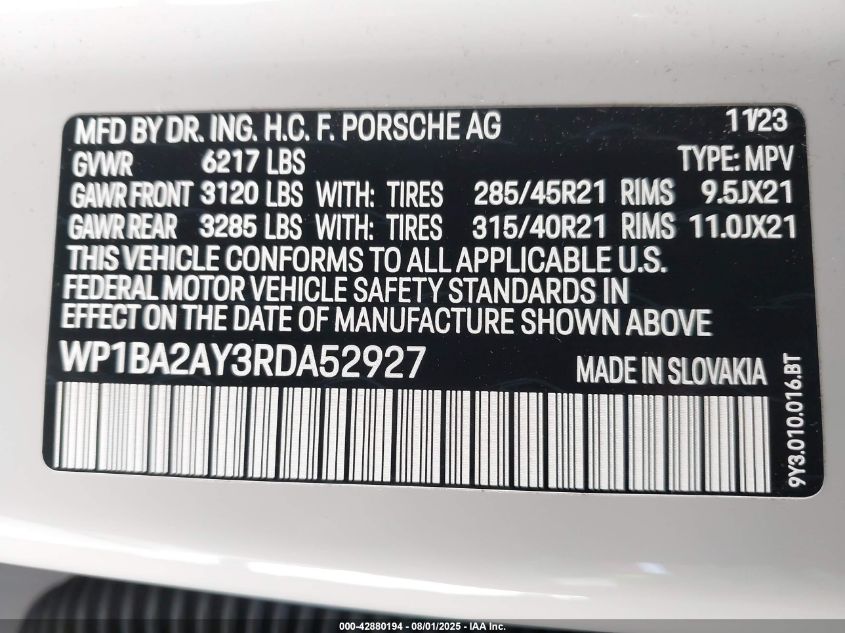 MFD BY DR. ING. H.C. F. PORSCHE AG 11/23
GVWR 6217 LBS TYPE: MPV
GAWR FRONT 3120 LBS WITH: TIRES 285/45R21 RIMS 9.5JX21
GAWR REAR 3285 LBS WITH: TIRES 315/40R21 RIMS 11.0JX21
THIS VEHICLE CONFORMS TO ALL APPLICABLE U.S.
FEDERAL MOTOR VEHICLE SAFETY STANDARDS IN
EFFECT ON THE DATE OF MANUFACTURE SHOWN ABOVE
WP1BA2AY3RDA52927 MADE IN SLOVAKIA
9Y3.010.016.BT
000-42880194 - 08/01/2025 - IAA Inc.